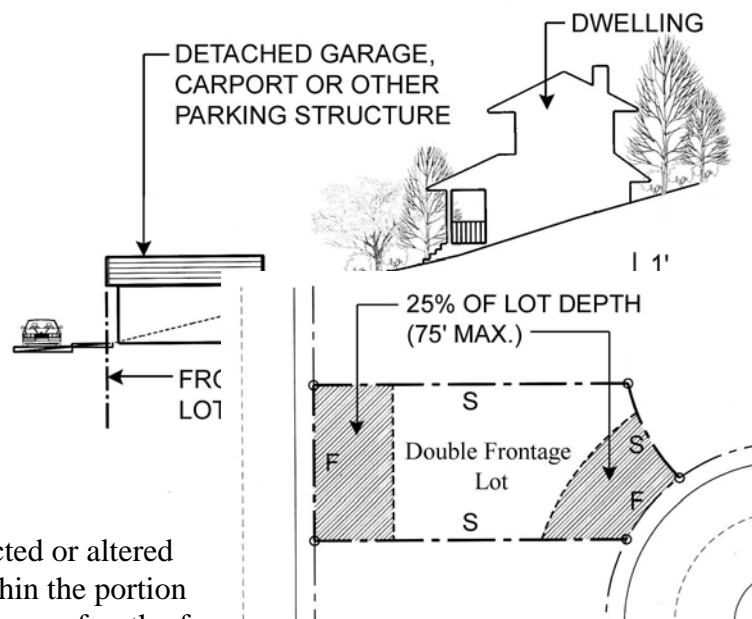 DWELLING
DETACHED GARAGE,
CARPORT OR OTHER
PARKING STRUCTURE
1'
25% OF LOT DEPTH
(75' MAX.)
FRO
LOT
S
F
Double Frontage
Lot
S
F
S
cted or altered
hin the portion